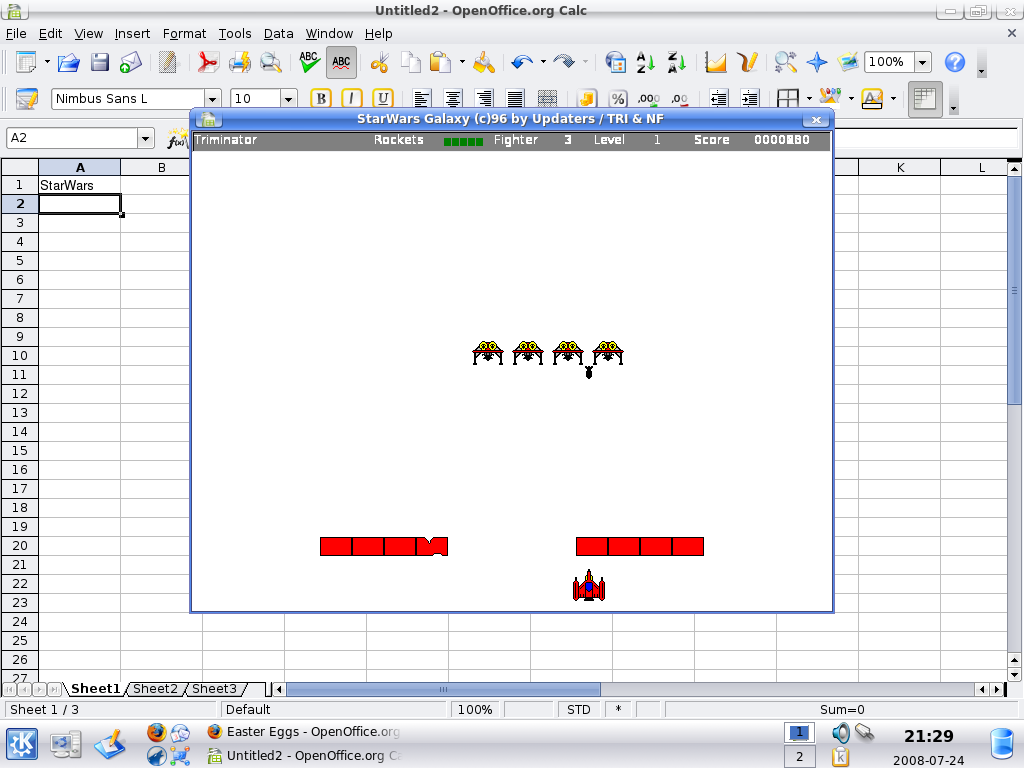 Untitled2 - OpenOffice.org Calc
File Edit View Insert Format Tools Data Window Help
ABC ABC 100%
Nimbus Sans L 10 B I U % .000 .00
A2 f(x)
StarWars Galaxy (c)96 by Updaters / TRI & NF
Triminator Rockets Fighter 3 Level 1 Score
A B K L
1 StarWars
2
3
4
5
6
7
8
9
10
11
12
13
14
15
16
17
18
19
20
21
22
23
24
25
26
27
Sheet1 Sheet2 Sheet3
Sheet 1 / 3 Default 100% STD * Sum=0
Easter Eggs - OpenOffice.org
Untitled2 - OpenOffice.org
1
2
21:29
2008-07-24